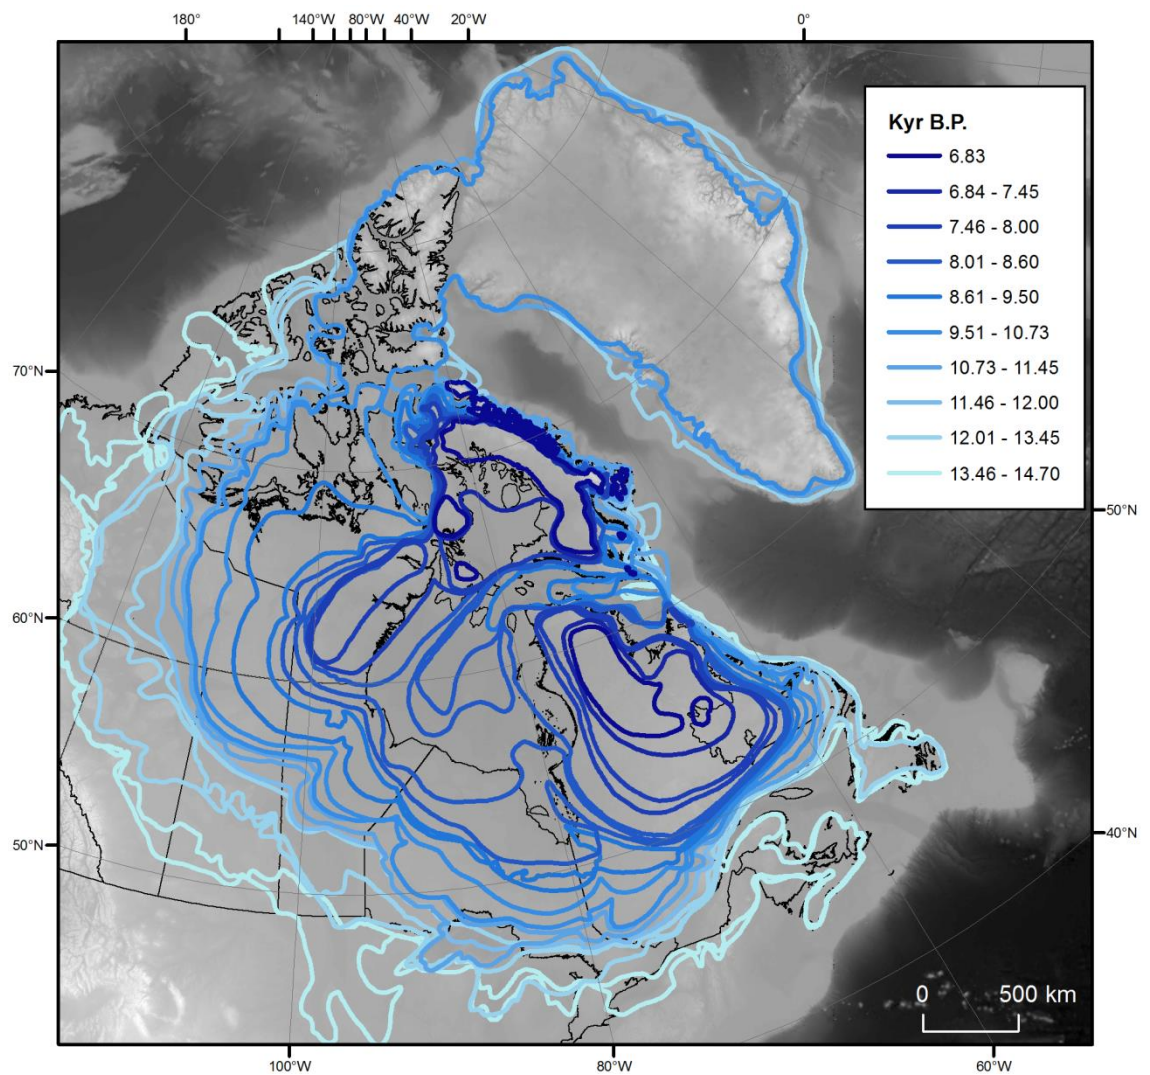 180° 140°W 80°W 40°W 20°W 0°
Kyr B.P.
6.83
6.84 - 7.45
7.46 - 8.00
8.01 - 8.60
8.61 - 9.50
9.51 - 10.73
10.73 - 11.45
11.46 - 12.00
12.01 - 13.45
13.46 - 14.70
70°N
50°N
60°N
50°N
40°N
0 500 km
100°W 80°W 60°W